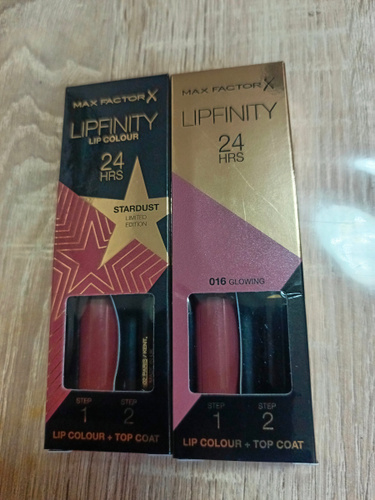 MAX FACTOR X
LIPFINITY
LIP COLOUR
24
HRS
STARDUST
LIMITED
EDITION
STEP
1
STEP
2
LIP COLOUR + TOP COAT
MAX FACTOR X
LIPFINITY
24
HRS
016 GLOWING
STEP
1
STEP
2
LIP COLOUR + TOP COAT